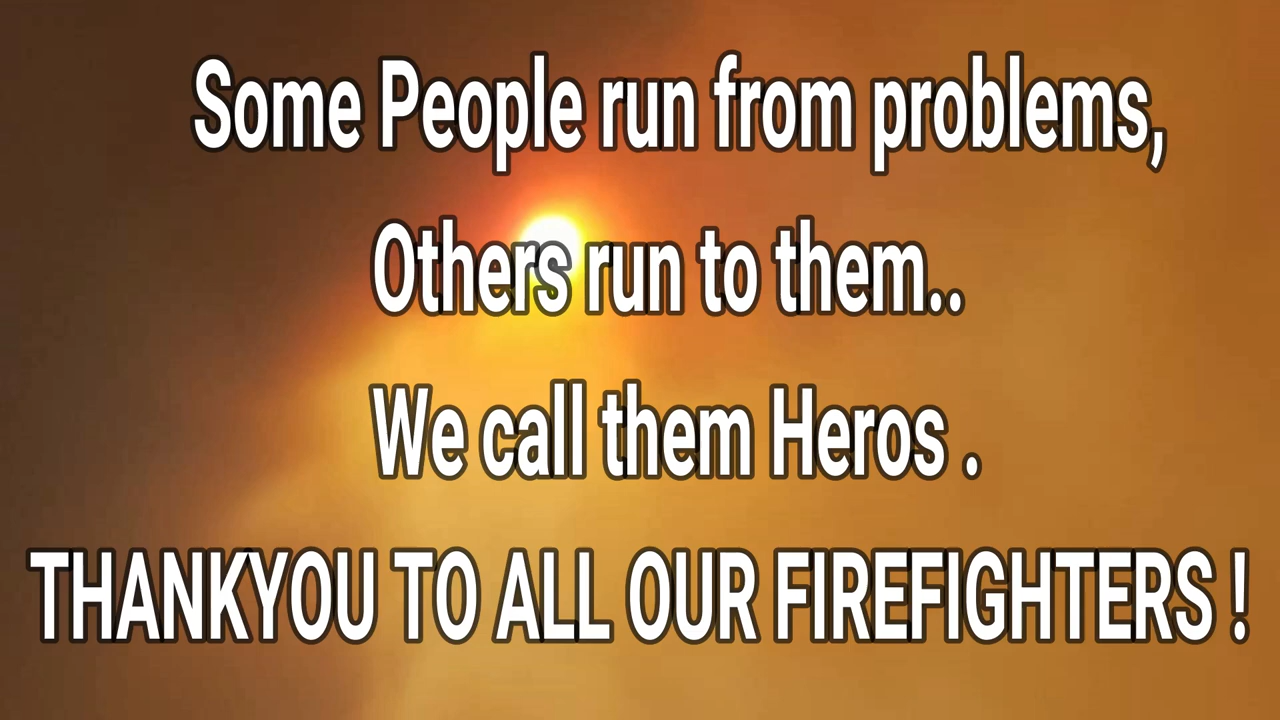 Some People run from problems,
Others run to them..
We call them Heros .
THANKYOU TO ALL OUR FIREFIGHTERS !